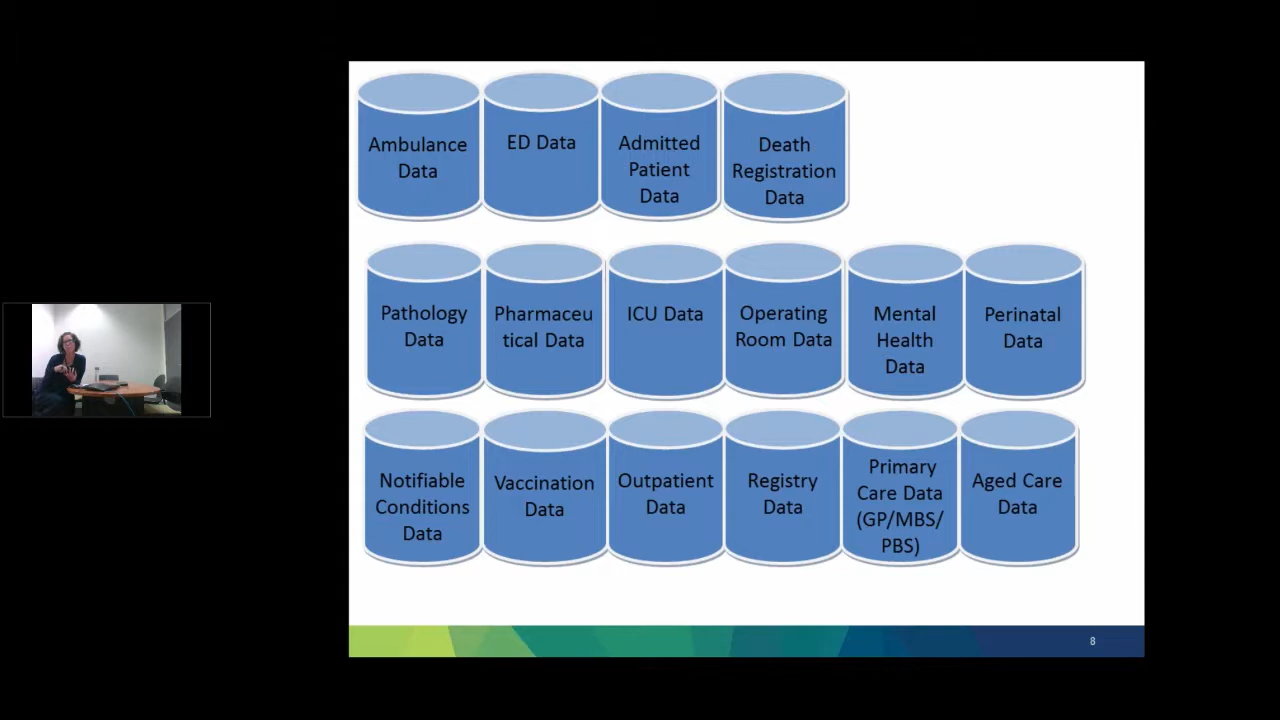 Ambulance
Data
ED Data
Admitted
Patient
Data
Death
Registration
Data
Pathology
Data
Pharmaceu
tical Data
ICU Data
Operating
Room Data
Mental
Health
Data
Perinatal
Data
Notifiable
Conditions
Data
Vaccination
Data
Outpatient
Data
Registry
Data
Primary
Care Data
(GP/MBS/
PBS)
Aged Care
Data
8